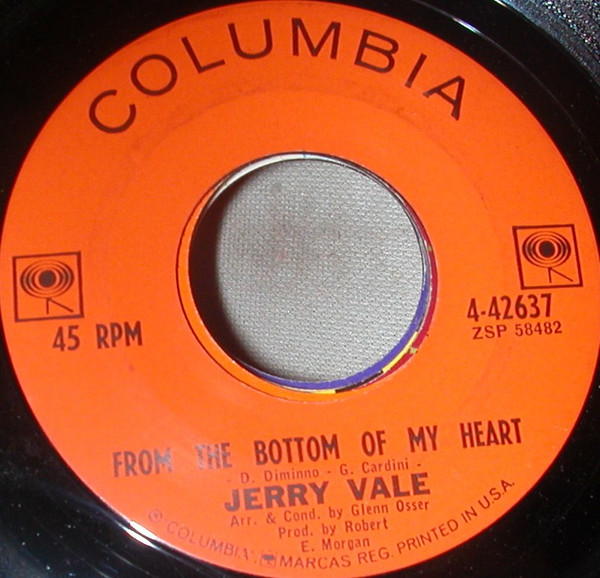 COLUMBIA
45 RPM
4-42637
ZSP 58482
FROM THE BOTTOM OF MY HEART
- D. Diminno - G. Cardini -
JERRY VALE
Arr. & Cond. by Glenn Osser
Prod. by Robert
E. Morgan
® "COLUMBIA", MARCAS REG. PRINTED IN U.S.A.